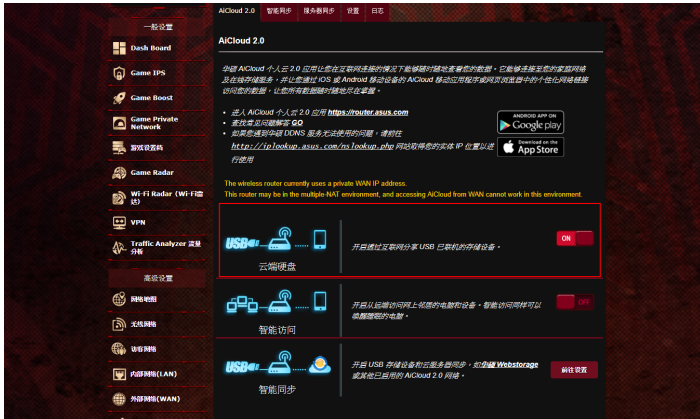 AiCloud 2.0
智能同步
服务器同步
设置
日志
一般设置
Dash Board
Game IPS
Game Boost
Game Private
Network
游戏设置档
Game Radar
Wi-Fi Radar (Wi-Fi雷
达)
VPN
Traffic Analyzer 流量
分析
高级设置
网络地图
无线网络
访客网络
内部网络(LAN)
外部网络(WAN)
AiCloud 2.0
华硕 AiCloud 个人云 2.0 应用让您在互联网连接的情况下能够随时随地查看您的数据。它能够连接至您的家庭网络
及在线存储服务，并让您通过 iOS 或 Android 移动设备的 AiCloud 移动应用程序或网页浏览器中的个性化网络链接
访问您的数据，让您所有数据随时随地尽在掌握。
进入 AiCloud 个人云 2.0 应用 https://router.asus.com
查找常见问题解答 GO
如果您遇到华硕 DDNS 服务无法使用的问题，请前往
http://iplookup.asus.com/nslookup.php 网站取得您的实体 IP 位置以进
行使用
ANDROID APP ON
Google play
Download on the
App Store
The wireless router currently uses a private WAN IP address.
This router may be in the multiple-NAT environment, and accessing AiCloud from WAN cannot work in this environment.
USB
云端硬盘
开启透过互联网分享 USB 已联机的存储设备。
ON
智能访问
开启从远端访问网上邻居的电脑和设备。智能访问同样可以
唤醒睡眠的电脑。
OFF
USB
智能同步
开启 USB 存储设备和云服务器同步，如华硕 Webstorage
或其他已启用的 AiCloud 2.0 网络。
前往设置